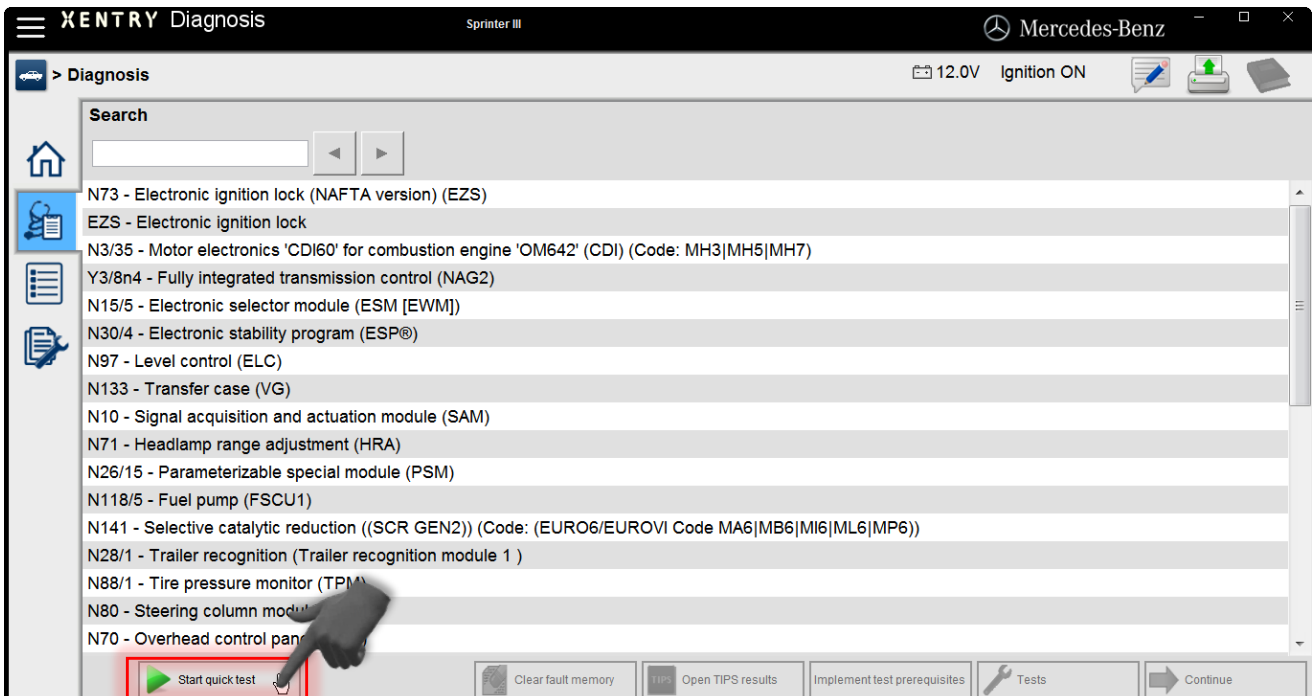 XENTRY Diagnosis
Sprinter III
Mercedes-Benz
> Diagnosis
12.0V
Ignition ON
Search
N73 - Electronic ignition lock (NAFTA version) (EZS)
EZS - Electronic ignition lock
N3/35 - Motor electronics 'CDI60' for combustion engine 'OM642' (CDI) (Code: MH3|MH5|MH7)
Y3/8n4 - Fully integrated transmission control (NAG2)
N15/5 - Electronic selector module (ESM [EWM])
N30/4 - Electronic stability program (ESP®)
N97 - Level control (ELC)
N133 - Transfer case (VG)
N10 - Signal acquisition and actuation module (SAM)
N71 - Headlamp range adjustment (HRA)
N26/15 - Parameterizable special module (PSM)
N118/5 - Fuel pump (FSCU1)
N141 - Selective catalytic reduction ((SCR GEN2)) (Code: (EURO6/EUROVI Code MA6|MB6|MI6|ML6|MP6))
N28/1 - Trailer recognition (Trailer recognition module 1 )
N88/1 - Tire pressure monitor (TPM)
N80 - Steering column
N70 - Overhead control
Start quick test
Clear fault memory
TIPS
Open TIPS results
Implement test prerequisites
Tests
Continue